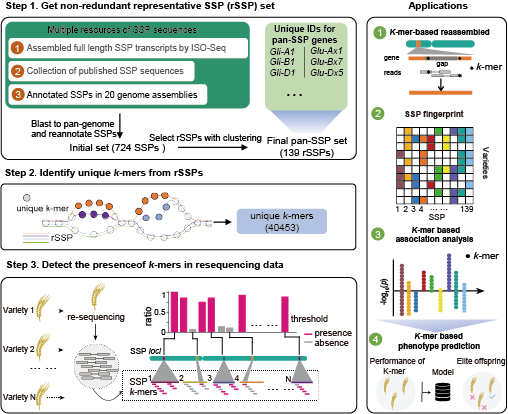 Step 1. Get non-redundant representative SSP (rSSP) set
Multiple resources of SSP sequences
1 Assembled full length SSP transcripts by ISO-Seq
2 Collection of published SSP sequences
3 Annotated SSPs in 20 genome assemblies
Unique IDs for
pan-SSP genes
Gli-A1 Glu-Ax1
Gli-B1 Glu-Bx7
Gli-D1 Glu-Dx5
...
Blast to pan-genome
and reannotate SSPs
Initial set (724 SSPs )
Select rSSPs with clustering
Final pan-SSP set
(139 rSSPs)
Step 2. Identify unique k-mers from rSSPs
unique k-mer
rSSP
unique k-mers
(40453)
Step 3. Detect the presenceof k-mers in resequencing data
Variety 1
Variety 2
......
Variety N
re-sequencing
ratio
1.0
0.5
0
threshold
presence
absence
......
SSP loci
SSP
k-mers
1 2 3 4 N
......
Applications
1 K-mer-based reassembled
gene
gap
reads
k-mer
2 SSP fingerprint
Varieties
1 2 3 4 ... ... 139
SSP
3 K-mer based
association analysis
k-mer
-log10(p)
4 K-mer based
phenotype prediction
Performance of
K-mer
Model
Elite offspring